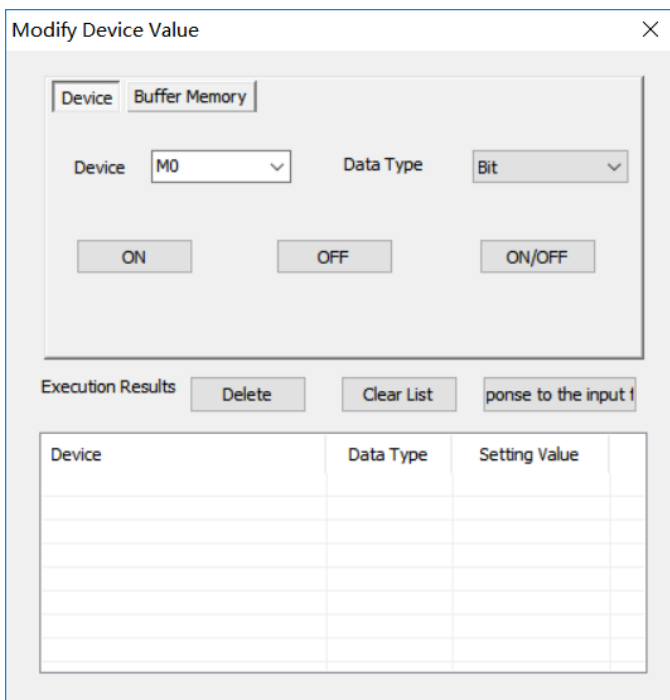 Modify Device Value
Device Buffer Memory
Device M0 Data Type Bit
ON OFF ON/OFF
Execution Results Delete Clear List ponse to the input f
Device Data Type Setting Value